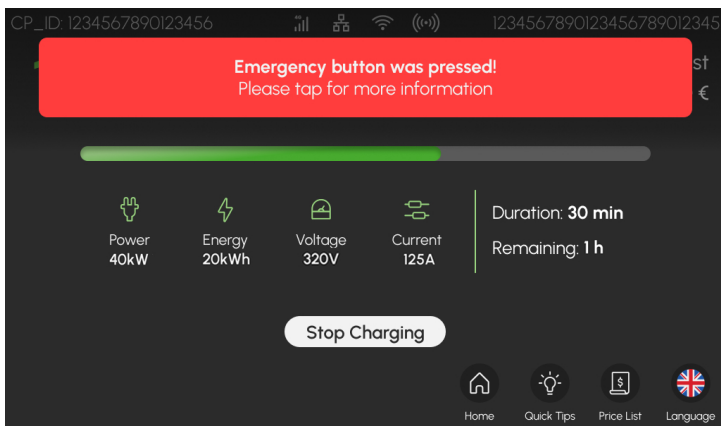 CP_ID: 1234567890123456
1234567890123456789012345
Emergency button was pressed!
Please tap for more information
st
€
Power
40kW
Energy
20kWh
Voltage
320V
Current
125A
Duration: 30 min
Remaining: 1 h
Stop Charging
Home
Quick Tips
Price List
Language